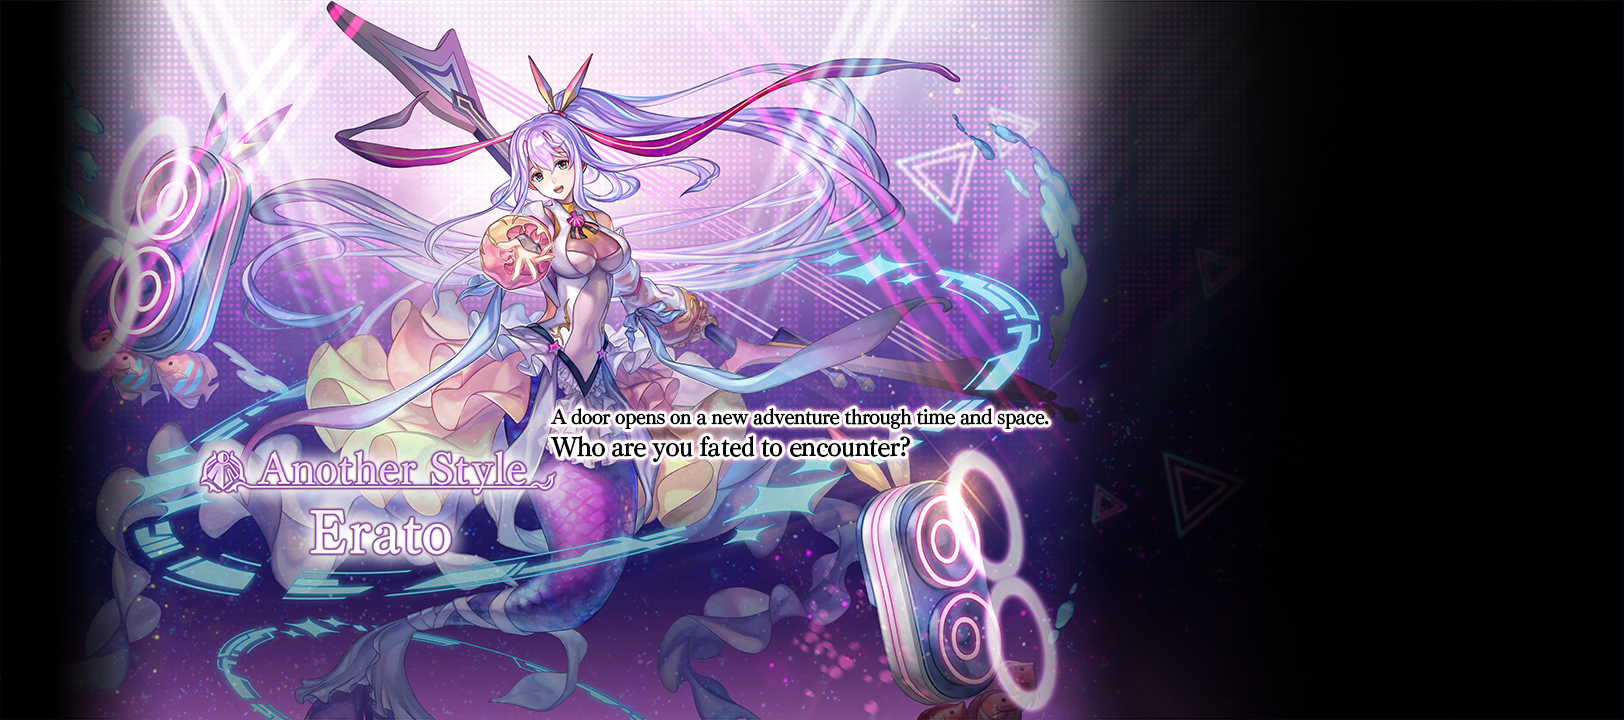 A door opens on a new adventure through time and space.
Who are you fated to encounter?
Another Style
Erato